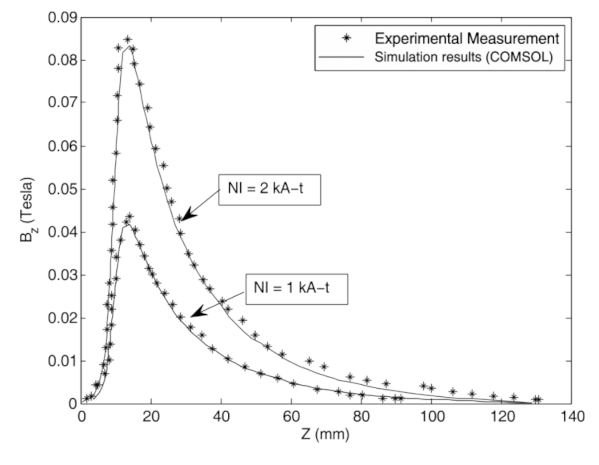 0.09
0.08
0.07
0.06
0.05
0.04
0.03
0.02
0.01
0
B_z (Tesla)
Experimental Measurement
Simulation results (COMSOL)
NI = 2 kA−t
NI = 1 kA−t
0 20 40 60 80 100 120 140
Z (mm)